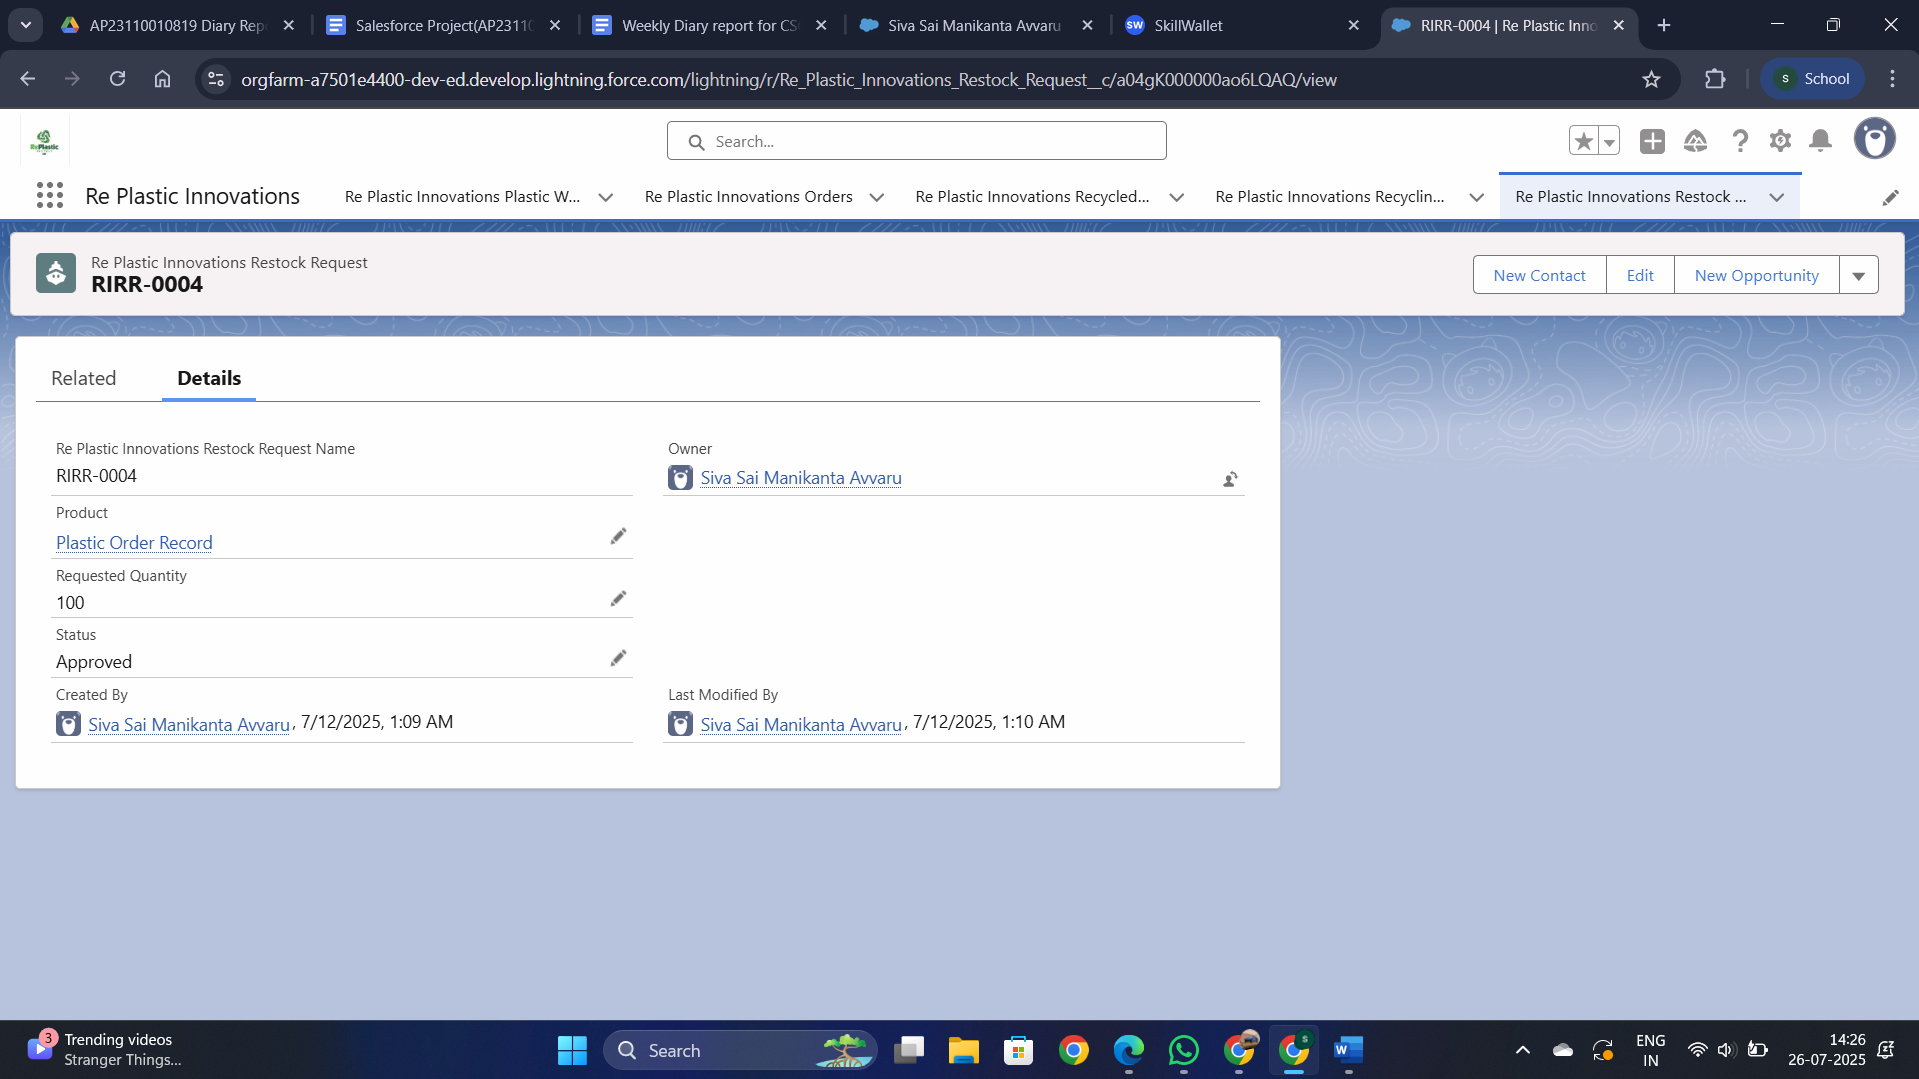 AP23110010819 Diary Rep
Salesforce Project(AP2311
Weekly Diary report for CS
Siva Sai Manikanta Avvaru
SW
SkillWallet
RIRR-0004 | Re Plastic Inno
orgfarm-a7501e4400-dev-ed.develop.lightning.force.com/lightning/r/Re_Plastic_Innovations_Restock_Request__c/a04gK000000ao6LQAQ/view
S School
RePlastic
Search...
Re Plastic Innovations
Re Plastic Innovations Plastic W...
Re Plastic Innovations Orders
Re Plastic Innovations Recycled...
Re Plastic Innovations Recyclin...
Re Plastic Innovations Restock ...
Re Plastic Innovations Restock Request
RIRR-0004
New Contact
Edit
New Opportunity
Related
Details
Re Plastic Innovations Restock Request Name
RIRR-0004
Owner
Siva Sai Manikanta Avvaru
Product
Plastic Order Record
Requested Quantity
100
Status
Approved
Created By
Siva Sai Manikanta Avvaru, 7/12/2025, 1:09 AM
Last Modified By
Siva Sai Manikanta Avvaru, 7/12/2025, 1:10 AM
3
Trending videos
Stranger Things...
Search
S
W
ENG
IN
14:26
26-07-2025